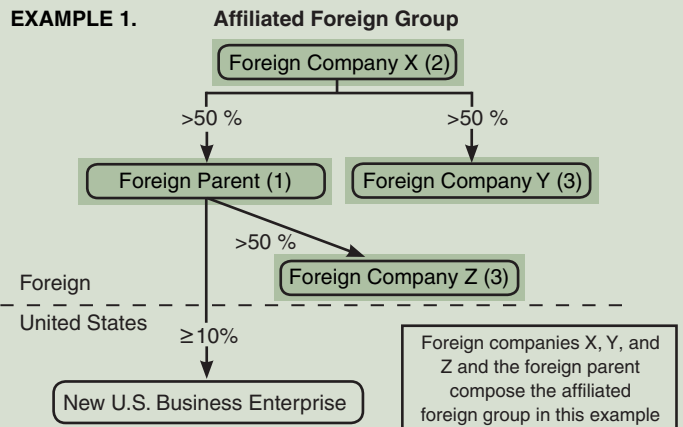 EXAMPLE 1. Affiliated Foreign Group
Foreign Company X (2)
>50 % >50 %
Foreign Parent (1) Foreign Company Y (3)
>50 %
Foreign Company Z (3)
Foreign
United States
≥10%
New U.S. Business Enterprise
Foreign companies X, Y, and
Z and the foreign parent
compose the affiliated
foreign group in this example